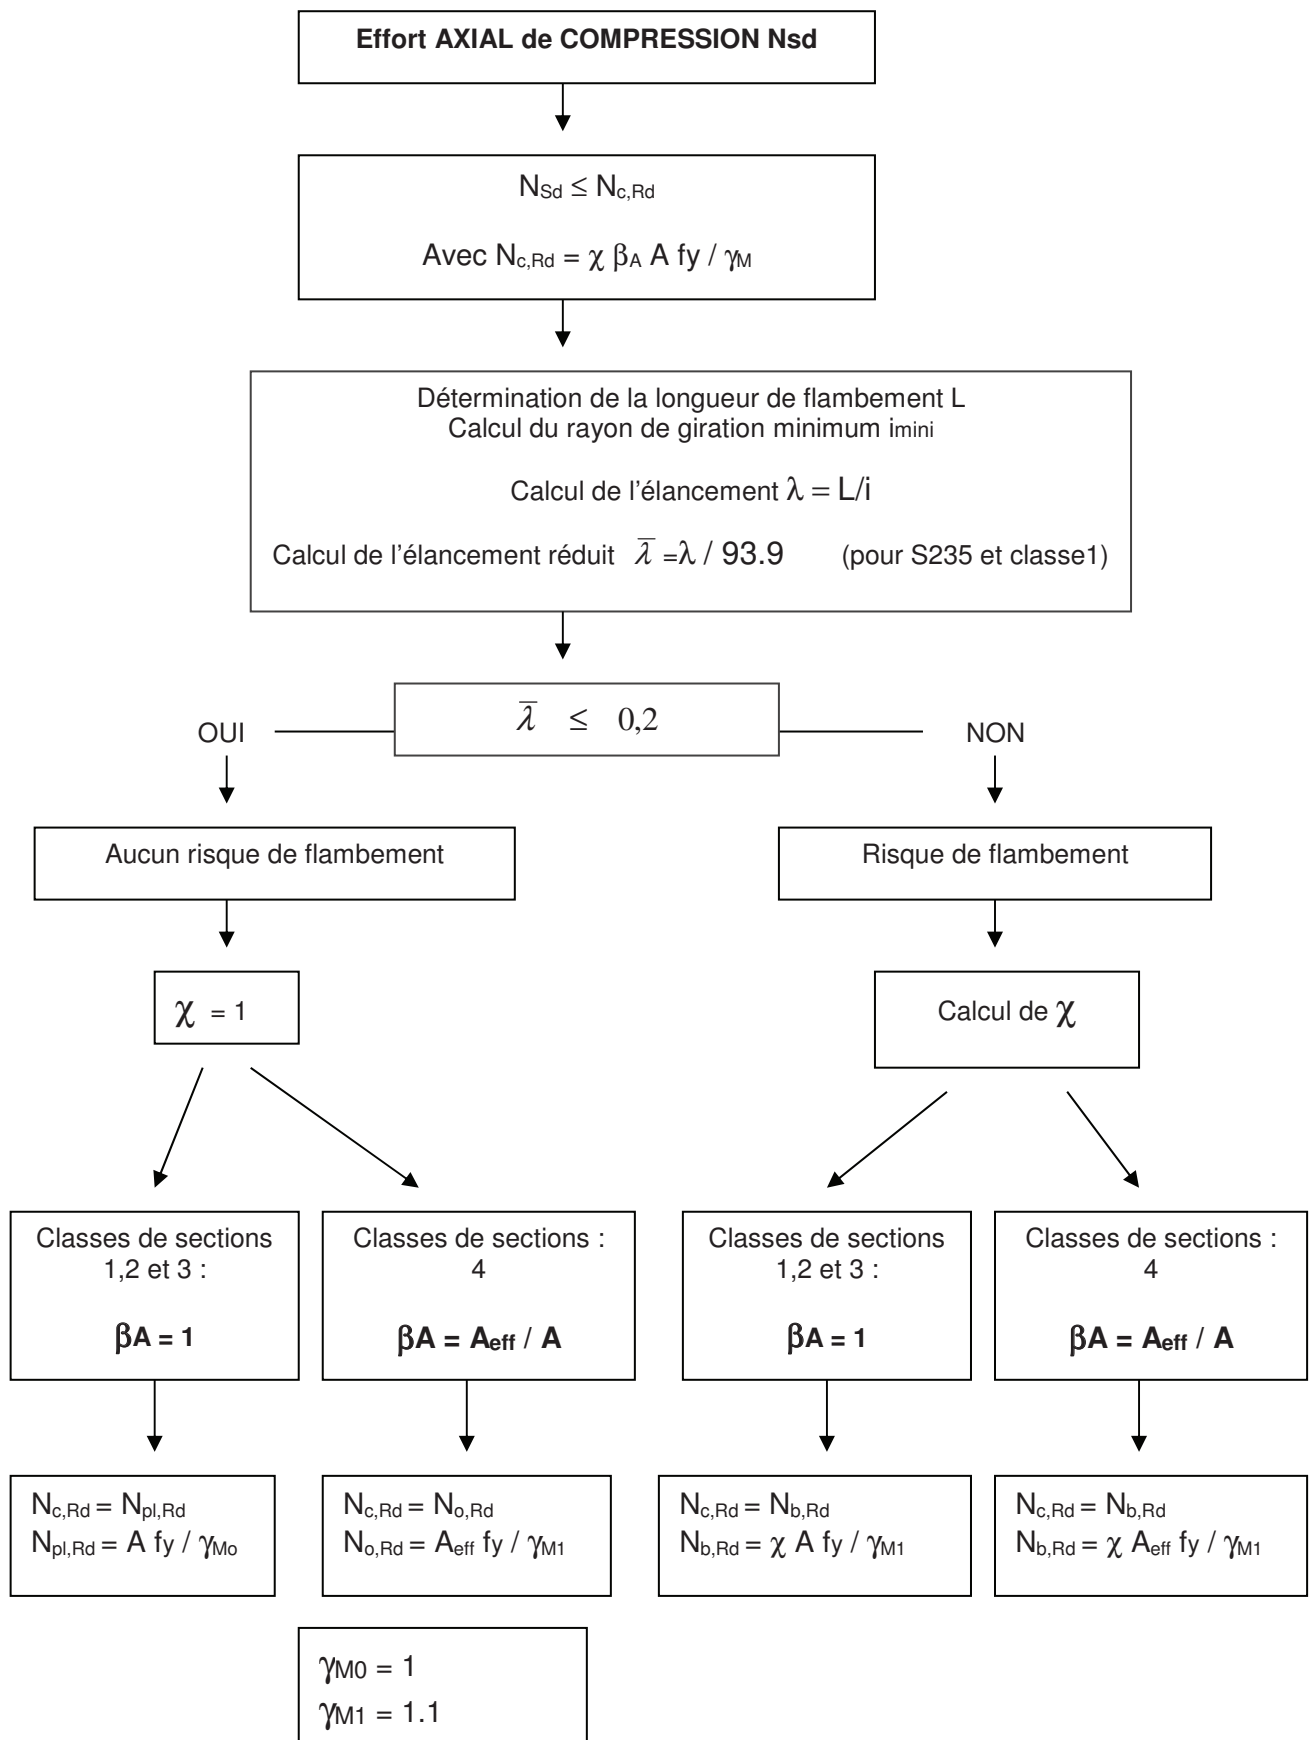 Effort AXIAL de COMPRESSION Nsd
NSd ≤ Nc,Rd
Avec Nc,Rd = χ βA A fy / γM
Détermination de la longueur de flambement L
Calcul du rayon de giration minimum imini
Calcul de l'élancement λ = L/i
Calcul de l'élancement réduit λ̅ =λ / 93.9 (pour S235 et classe1)
λ̅ ≤ 0,2
OUI
NON
Aucun risque de flambement
Risque de flambement
χ = 1
Calcul de χ
Classes de sections
1,2 et 3 :
βA = 1
Classes de sections :
4
βA = Aeff / A
Classes de sections
1,2 et 3 :
βA = 1
Classes de sections :
4
βA = Aeff / A
Nc,Rd = Npl,Rd
Npl,Rd = A fy / γMo
Nc,Rd = No,Rd
No,Rd = Aeff fy / γM1
Nc,Rd = Nb,Rd
Nb,Rd = χ A fy / γM1
Nc,Rd = Nb,Rd
Nb,Rd = χ Aeff fy / γM1
γM0 = 1
γM1 = 1.1